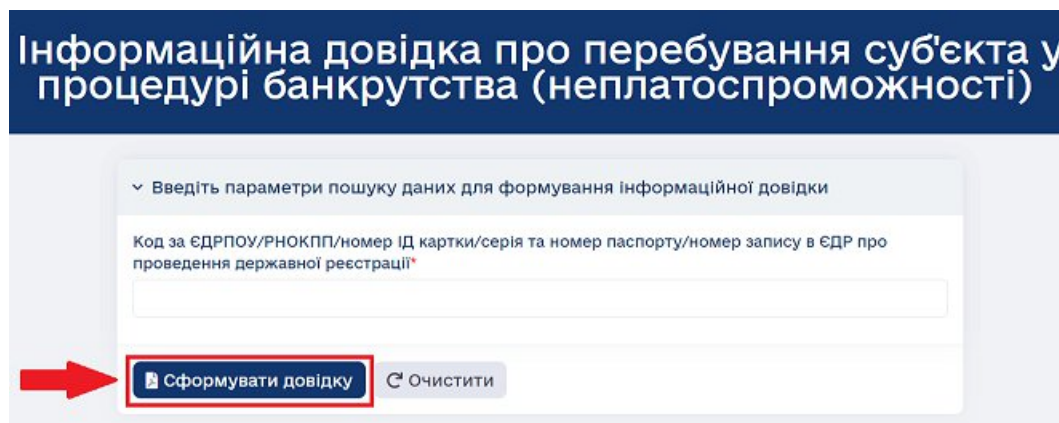 Інформаційна довідка про перебування суб'єкта у
процедурі банкрутства (неплатоспроможності)
Введіть параметри пошуку даних для формування інформаційної довідки
Код за ЄДРПОУ/РНОКПП/номер ІД картки/серія та номер паспорту/номер запису в ЄДР про
проведення державної реєстрації*
Сформувати довідку Очистити